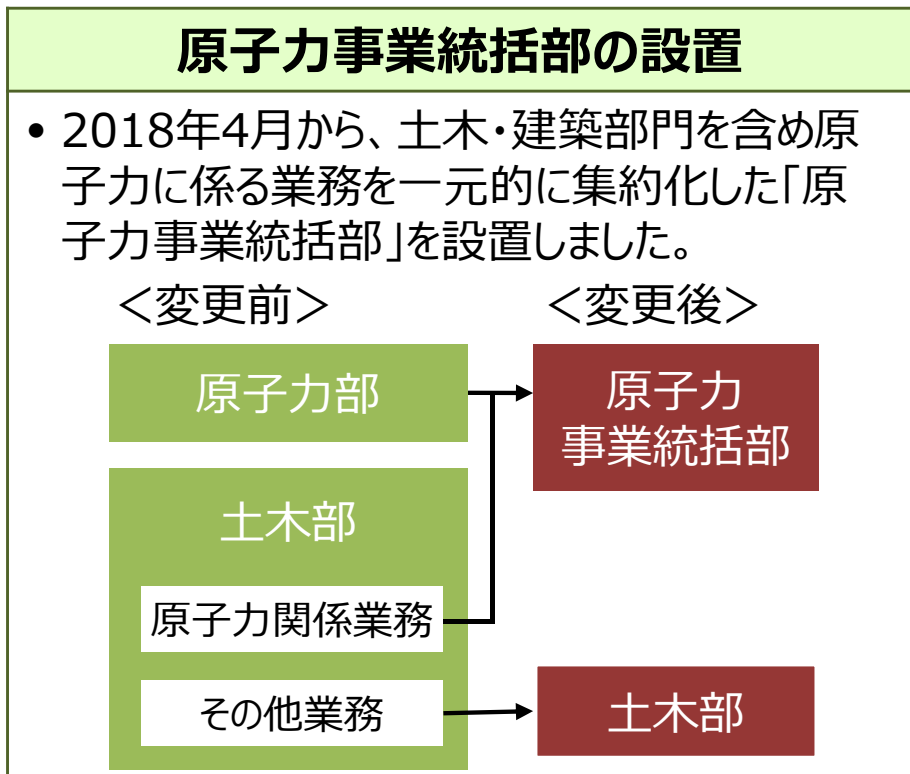 原子力事業統括部の設置
• 2018年4月から、土木・建築部門を含め原
子力に係る業務を一元的に集約化した「原
子力事業統括部」を設置しました。
＜変更前＞
＜変更後＞
原子力部
原子力
事業統括部
土木部
原子力関係業務
その他業務
土木部